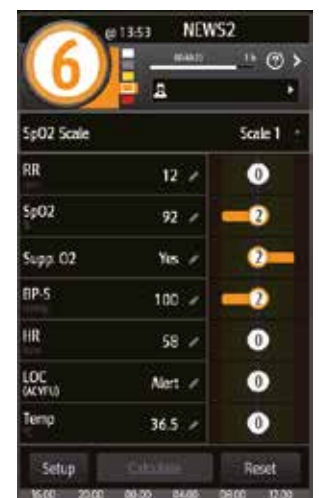 @ 13:53 NEWS2
6
SpO2 Scale Scale 1
RR 12 0
SpO2 92 2
Supp. O2 Yes 2
BP-S 100 2
HR 58 0
LOC Alert 0
(ACVPU)
Temp 36.5 0
Setup Calculate Reset
16:00 20:00 00:00 04:00 08:00 12:00